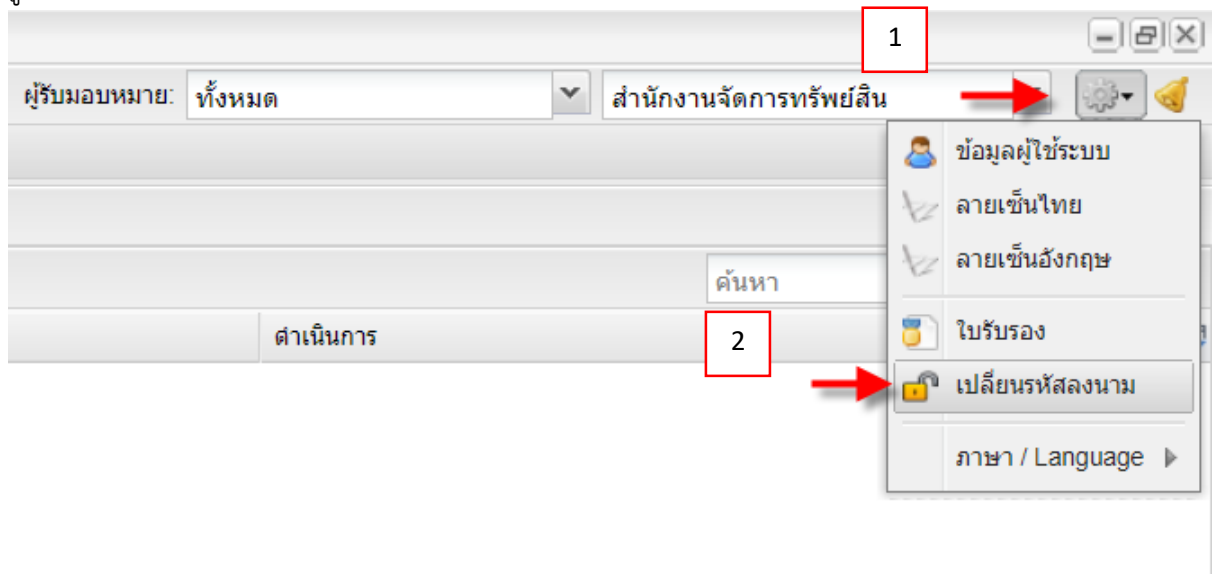 1
ผู้รับมอบหมาย: ทั้งหมด สำนักงานจัดการทรัพย์สิน
ข้อมูลผู้ใช้ระบบ
ลายเซ็นไทย
ลายเซ็นอังกฤษ
ค้นหา
ดำเนินการ
2
ใบรับรอง
เปลี่ยนรหัสลงนาม
ภาษา / Language